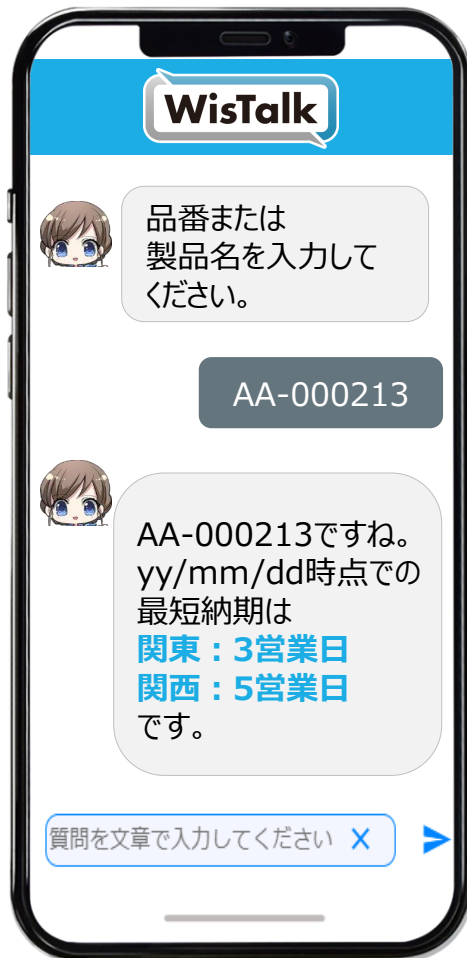 WisTalk
品番または
製品名を入力して
ください。
AA-000213
AA-000213ですね。
yy/mm/dd時点での
最短納期は
関東：3営業日
関西：5営業日
です。
質問を文章で入力してください X